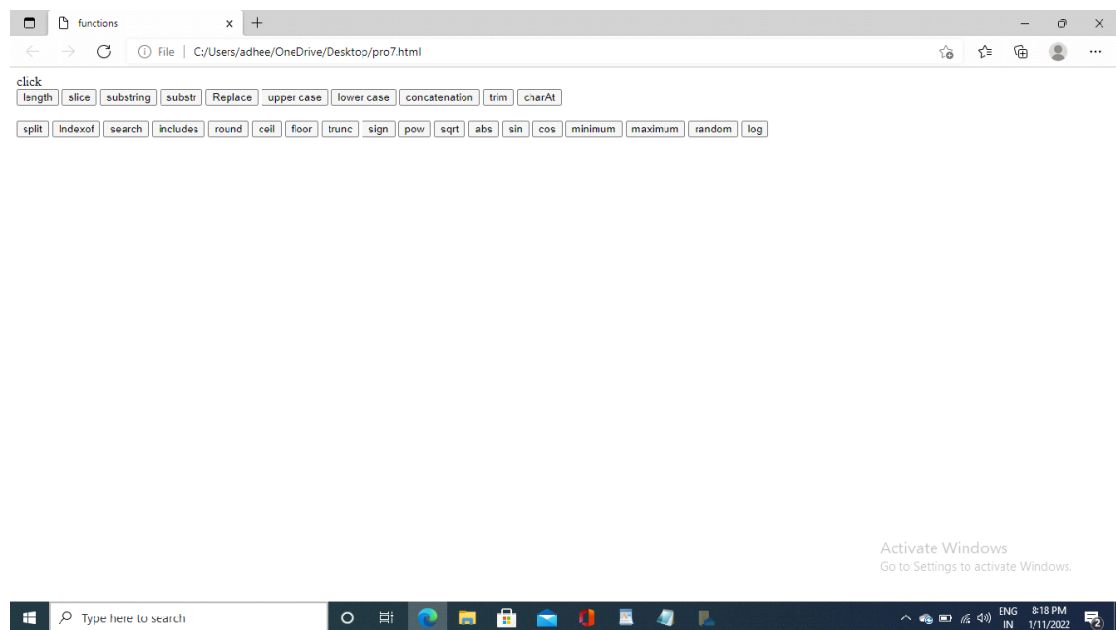 functions
File C:/Users/adhee/OneDrive/Desktop/pro7.html
click
length slice substring substr Replace upper case lower case concatenation trim charAt
split Indexof search includes round ceil floor trunc sign pow sqrt abs sin cos minimum maximum random log
Activate Windows
Go to Settings to activate Windows.
Type here to search
ENG 8:18 PM
IN 1/11/2022
2